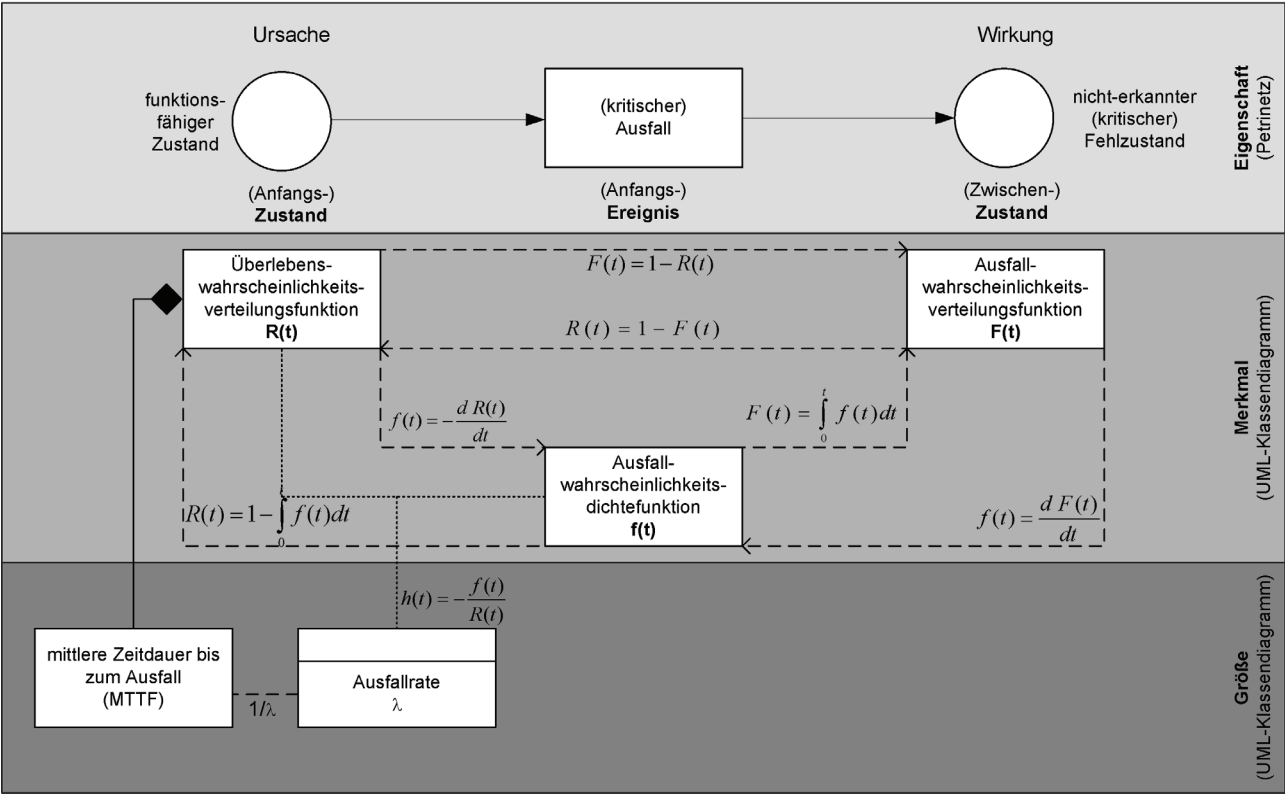 Ursache
Wirkung
funktions-
fähiger
Zustand
(kritischer)
Ausfall
nicht-erkannter
(kritischer)
Fehlzustand
(Anfangs-)
Zustand
(Anfangs-)
Ereignis
(Zwischen-)
Zustand
Eigenschaft
(Petrinetz)
Überlebens-
wahrscheinlichkeits-
verteilungsfunktion
R(t)
F(t) = 1 − R(t)
R(t) = 1 − F(t)
Ausfall-
wahrscheinlichkeits-
verteilungsfunktion
F(t)
f(t) = − d R(t) / dt
F(t) = ∫₀ᵗ f(t)dt
Ausfall-
wahrscheinlichkeits-
dichtefunktion
f(t)
R(t) = 1 − ∫₀ f(t)dt
f(t) = d F(t) / dt
Merkmal
(UML-Klassendiagramm)
h(t) = − f(t) / R(t)
mittlere Zeitdauer bis
zum Ausfall
(MTTF)
1/λ
Ausfallrate
λ
Größe
(UML-Klassendiagramm)